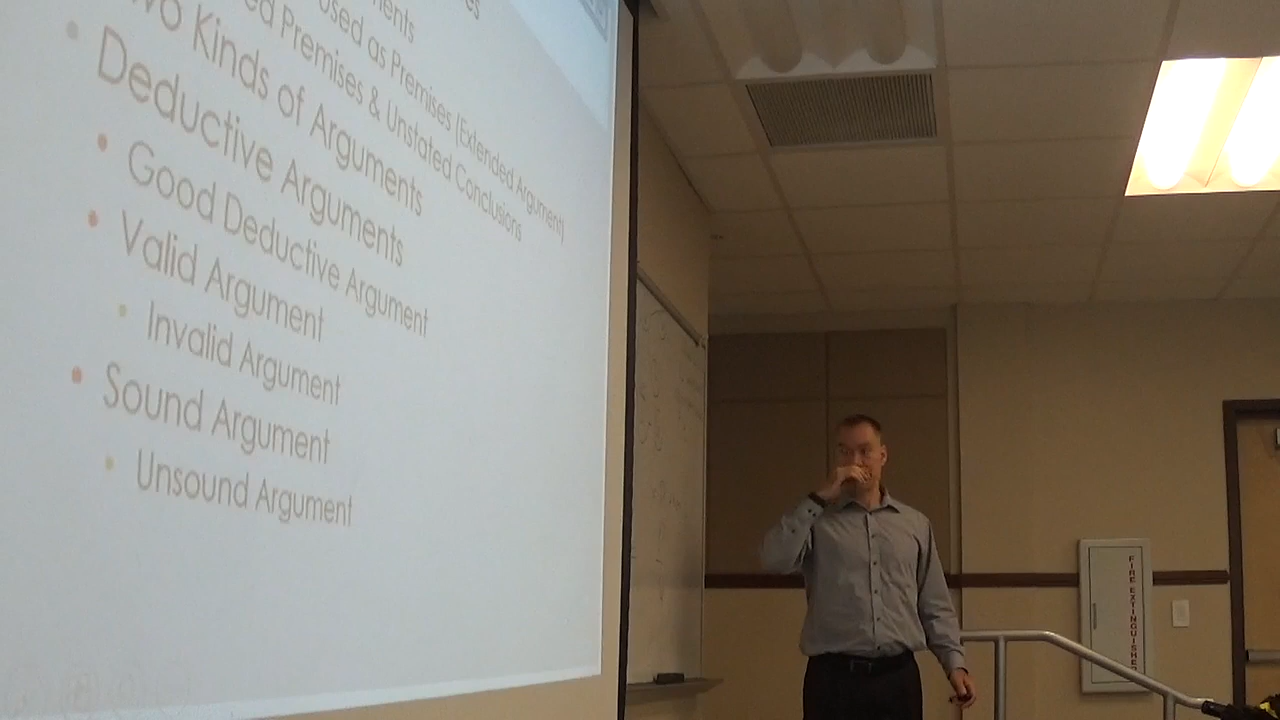 ments
Used as Premises (Extended Argument)
ed Premises & Unstated Conclusions
wo Kinds of Arguments
Deductive Arguments
Good Deductive Argument
Valid Argument
Invalid Argument
Sound Argument
Unsound Argument
FIRE EXTINGUISHER